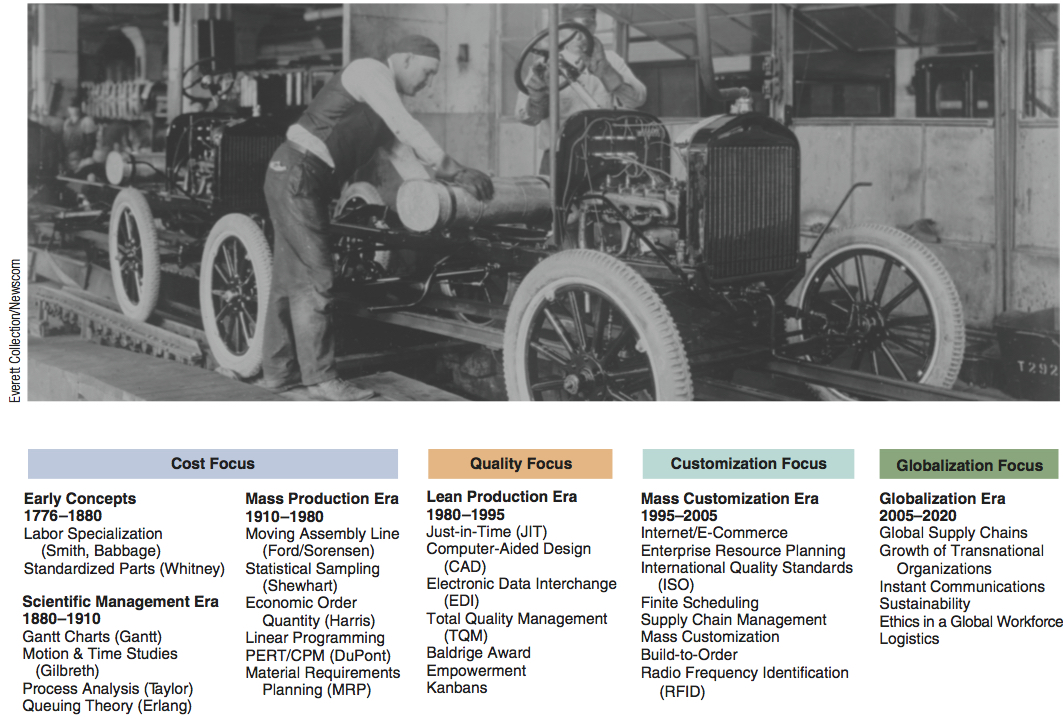 Everett Collection/Newscom
T292
Cost Focus
Early Concepts
1776–1880
Labor Specialization
(Smith, Babbage)
Standardized Parts (Whitney)
Scientific Management Era
1880–1910
Gantt Charts (Gantt)
Motion & Time Studies
(Gilbreth)
Process Analysis (Taylor)
Queuing Theory (Erlang)
Mass Production Era
1910–1980
Moving Assembly Line
(Ford/Sorensen)
Statistical Sampling
(Shewhart)
Economic Order
Quantity (Harris)
Linear Programming
PERT/CPM (DuPont)
Material Requirements
Planning (MRP)
Quality Focus
Lean Production Era
1980–1995
Just-in-Time (JIT)
Computer-Aided Design
(CAD)
Electronic Data Interchange
(EDI)
Total Quality Management
(TQM)
Baldrige Award
Empowerment
Kanbans
Customization Focus
Mass Customization Era
1995–2005
Internet/E-Commerce
Enterprise Resource Planning
International Quality Standards
(ISO)
Finite Scheduling
Supply Chain Management
Mass Customization
Build-to-Order
Radio Frequency Identification
(RFID)
Globalization Focus
Globalization Era
2005–2020
Global Supply Chains
Growth of Transnational
Organizations
Instant Communications
Sustainability
Ethics in a Global Workforce
Logistics